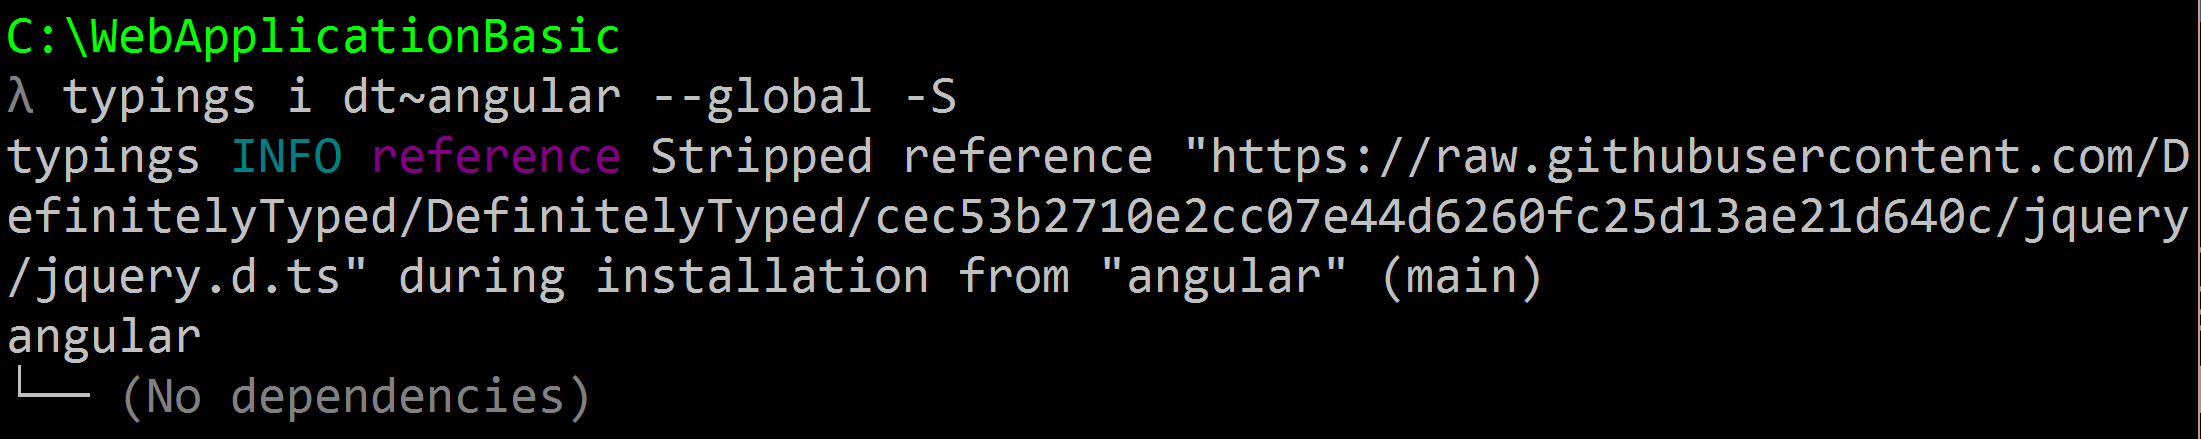 C:\WebApplicationBasic
λ typings i dt~angular --global -S
typings INFO reference Stripped reference "https://raw.githubusercontent.com/D
efinitelyTyped/DefinitelyTyped/cec53b2710e2cc07e44d6260fc25d13ae21d640c/jquery
/jquery.d.ts" during installation from "angular" (main)
angular
└── (No dependencies)